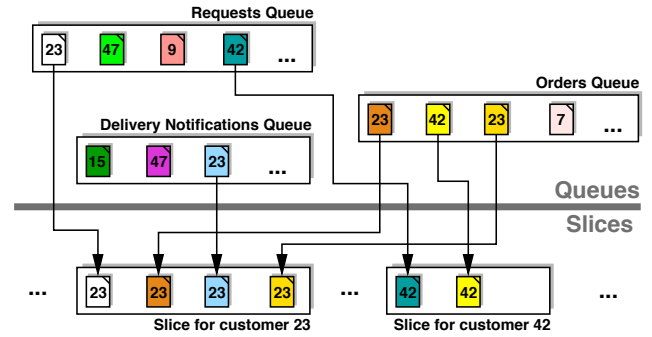 Requests Queue
23 47 9 42 ...
Orders Queue
23 42 23 7 ...
Delivery Notifications Queue
15 47 23 ...
Queues
Slices
... 23 23 23 23 ... 42 42 ...
Slice for customer 23 Slice for customer 42